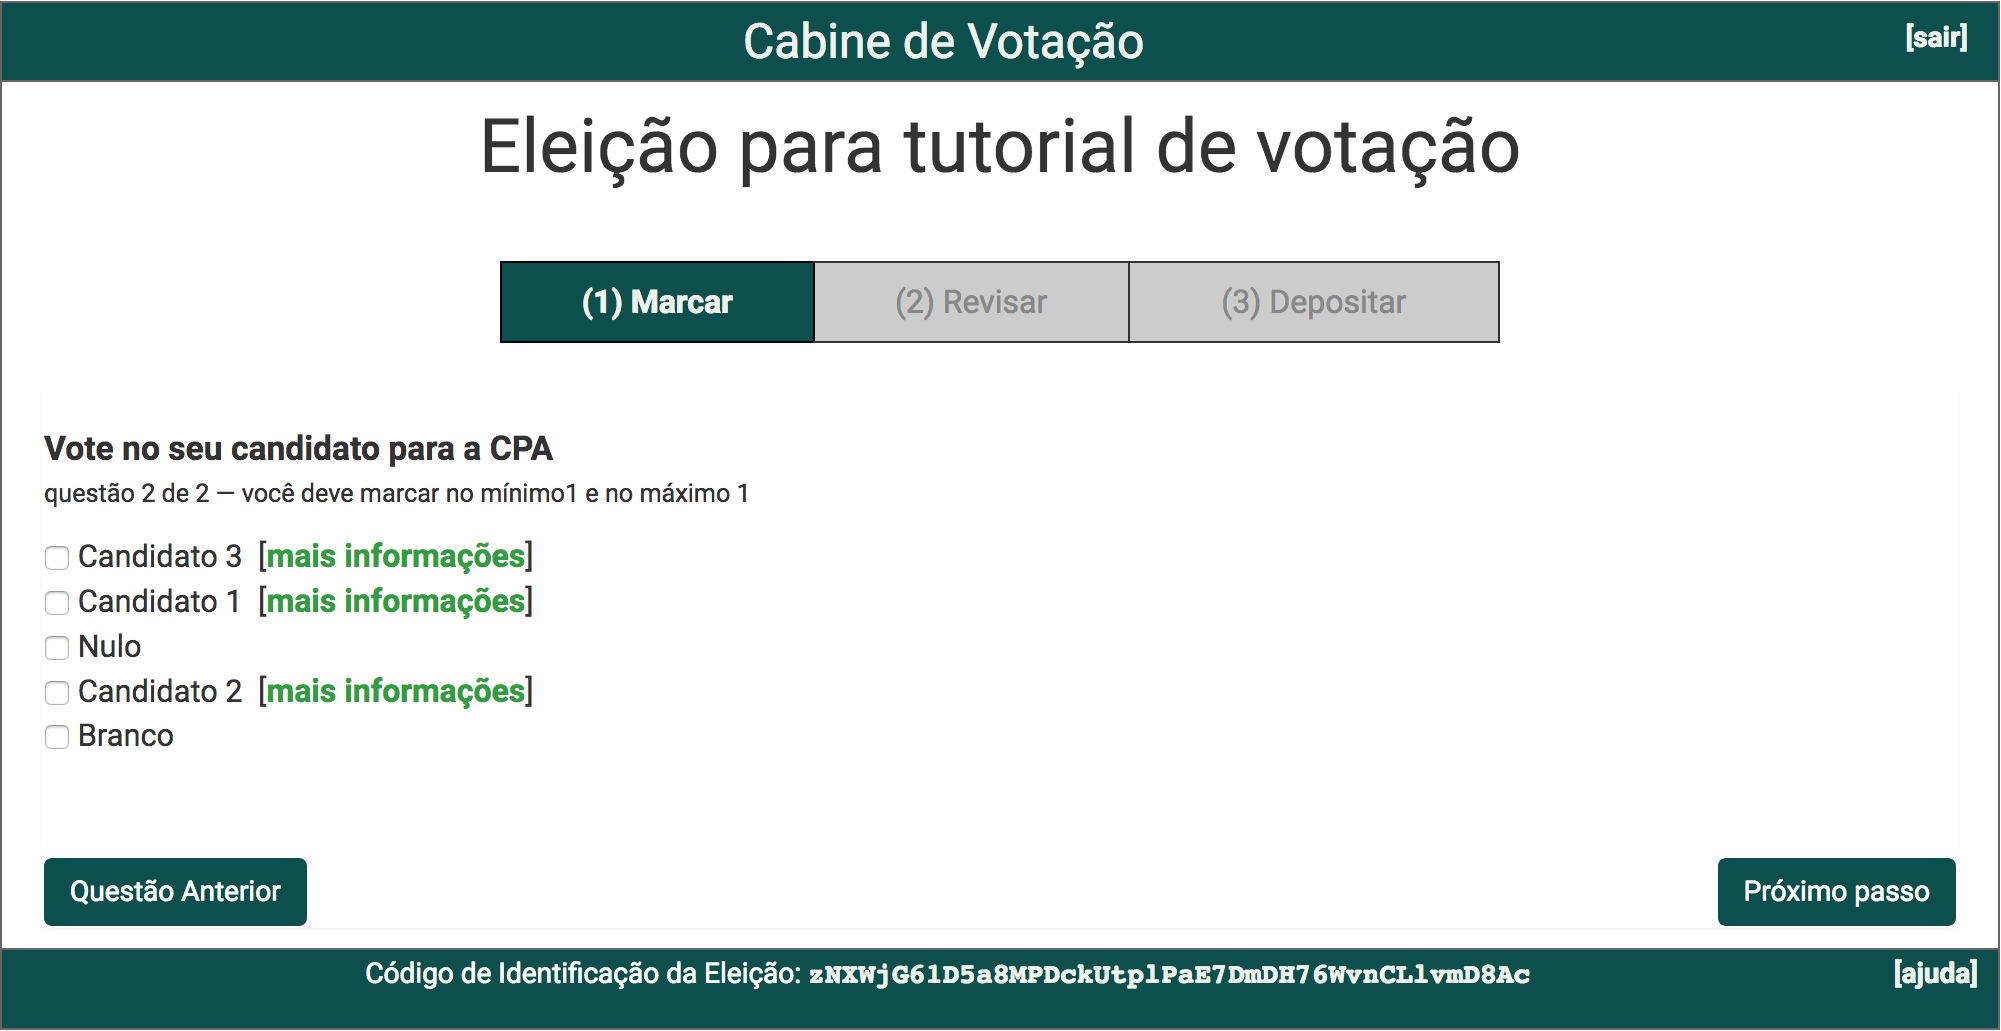 Cabine de Votação
[sair]
Eleição para tutorial de votação
(1) Marcar
(2) Revisar
(3) Depositar
Vote no seu candidato para a CPA
questão 2 de 2 — você deve marcar no mínimo1 e no máximo 1
Candidato 3 [mais informações]
Candidato 1 [mais informações]
Nulo
Candidato 2 [mais informações]
Branco
Questão Anterior
Próximo passo
Código de Identificação da Eleição: zNXWjG61D5a8MPDckUtplPaE7DmDH76WvnCLlvmD8Ac
[ajuda]